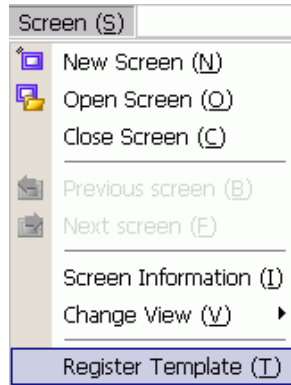 Screen (S)
New Screen (N)
Open Screen (O)
Close Screen (C)
Previous screen (B)
Next screen (F)
Screen Information (I)
Change View (V)
Register Template (T)